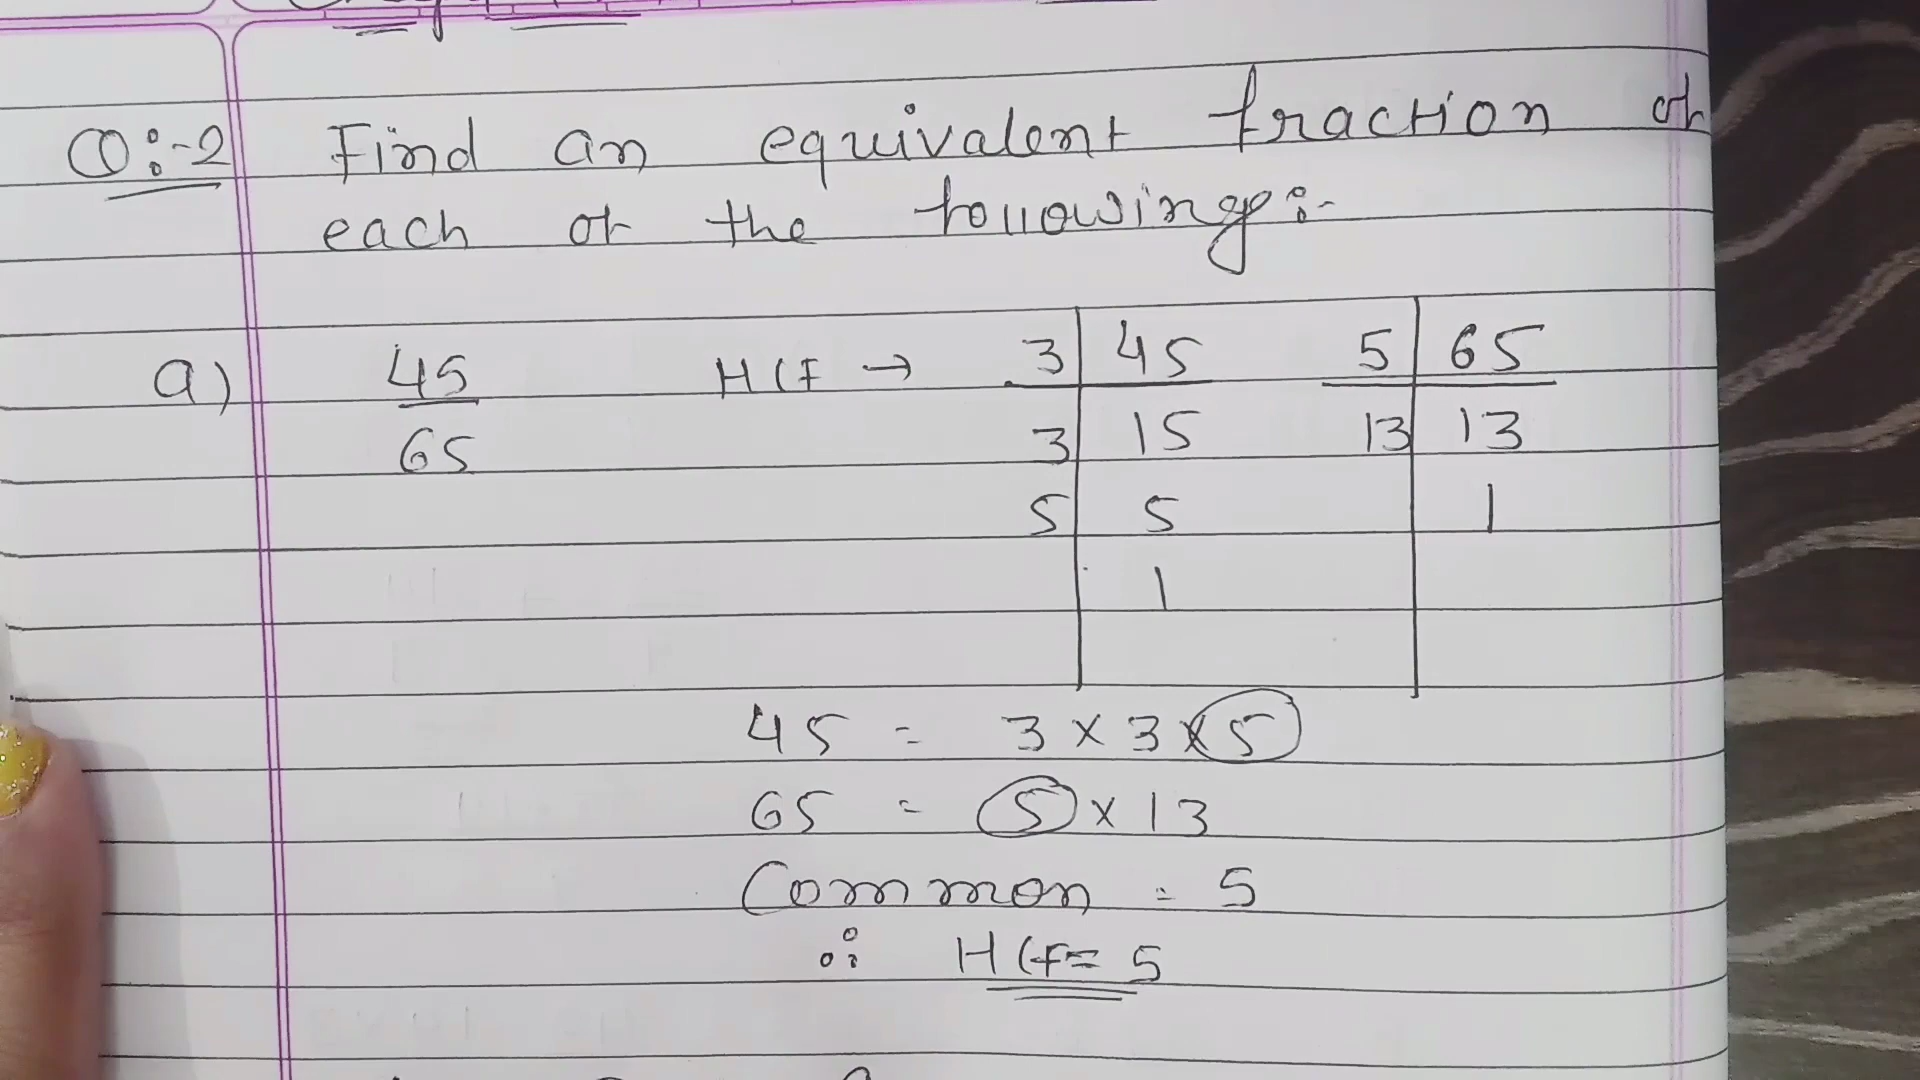 Q:-2 Find an equivalent fraction of
each of the following:-
a) 45/65 HCF → 3 | 45 5 | 65
3 | 15 13 | 13
5 | 5 1
1
45 = 3 × 3 × 5
65 = 5 × 13
Common = 5
∴ HCF = 5